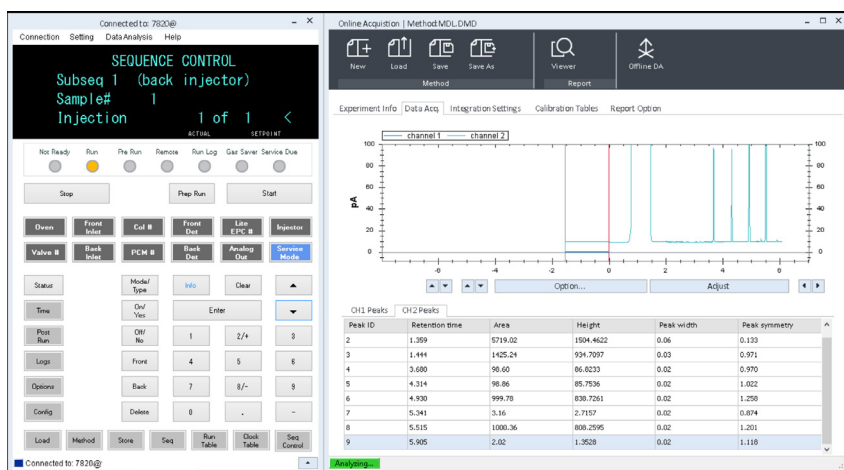 Connected to: 7820@
Connection Setting Data Analysis Help
SEQUENCE CONTROL
Subseq 1 (back injector)
Sample# 1
Injection 1 of 1 <
ACTUAL SETPOINT
Not Ready Run Pre Run Remote Run Log Gas Saver Service Due
Stop Prep Run Start
Oven Front Inlet Col # Front Det Lite EPC # Injector
Valve # Back Inlet PCM # Back Det Analog Out Service Mode
Status Mode/ Type Info Clear
Time On/ Yes Enter
Post Run Off/ No 1 2/+ 3
Logs Front 4 5 6
Options Back 7 8/- 9
Config Delete 0 . -
Load Method Store Seq Run Table Clock Table Seq Control
Connected to: 7820@
Online Acquistion | Method:MDL.DMD
New Load Save Save As Viewer Offline DA
Method Report
Experiment Info Data Acq. Integration Settings Calibration Tables Report Option
channel 1 channel 2
100 100
80 80
60 60
pA
40 40
20 20
0 0
-6 -4 -2 0 2 4 6
Option... Adjust
CH1 Peaks CH2 Peaks
Peak ID Retention time Area Height Peak width Peak symmetry
2 1.359 5719.02 1504.4622 0.06 0.133
3 1.444 1425.24 934.7097 0.03 0.971
4 3.680 98.60 86.8233 0.02 0.970
5 4.314 98.86 85.7536 0.02 1.022
6 4.930 999.78 838.7261 0.02 1.258
7 5.341 3.16 2.7157 0.02 0.874
8 5.515 1000.36 808.2595 0.02 1.201
9 5.905 2.02 1.3528 0.02 1.118
Analyzing...